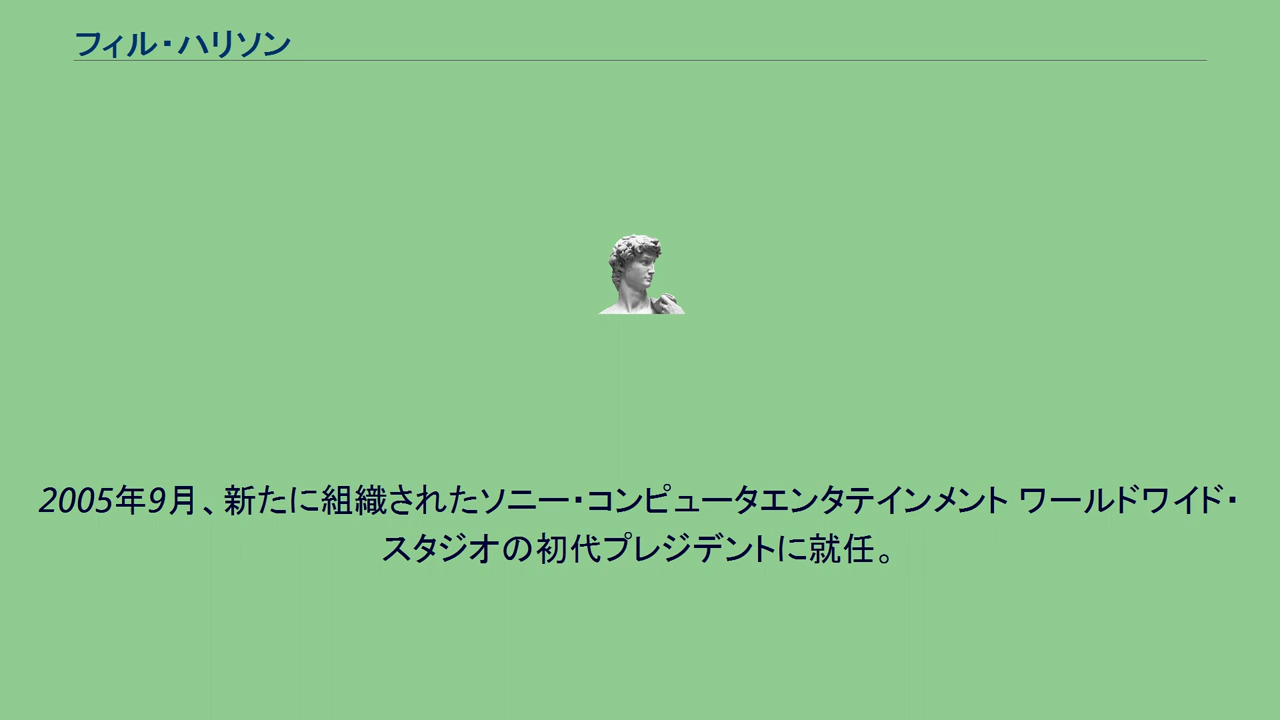 フィル・ハリソン
2005年9月、新たに組織されたソニー・コンピュータエンタテインメント ワールドワイド・
スタジオの初代プレジデントに就任。